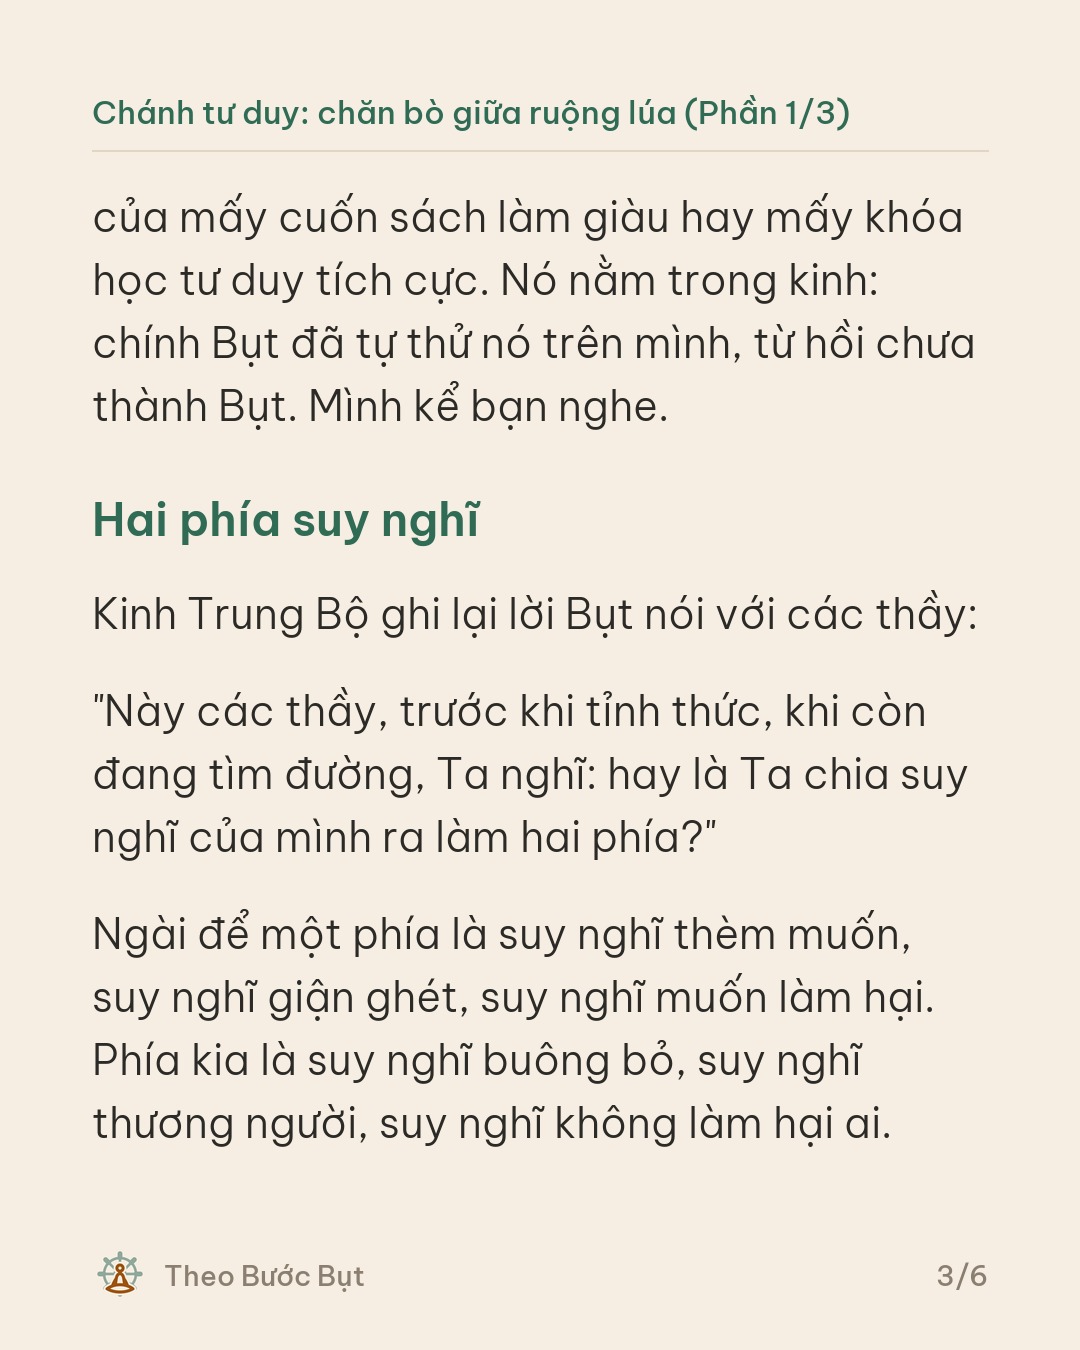 Chánh tư duy: chăn bò giữa ruộng lúa (Phần 1/3)
của mấy cuốn sách làm giàu hay mấy khóa
học tư duy tích cực. Nó nằm trong kinh:
chính Bụt đã tự thử nó trên mình, từ hồi chưa
thành Bụt. Mình kể bạn nghe.
Hai phía suy nghĩ
Kinh Trung Bộ ghi lại lời Bụt nói với các thầy:
"Này các thầy, trước khi tỉnh thức, khi còn
đang tìm đường, Ta nghĩ: hay là Ta chia suy
nghĩ của mình ra làm hai phía?"
Ngài để một phía là suy nghĩ thèm muốn,
suy nghĩ giận ghét, suy nghĩ muốn làm hại.
Phía kia là suy nghĩ buông bỏ, suy nghĩ
thương người, suy nghĩ không làm hại ai.
Theo Bước Bụt
3/6